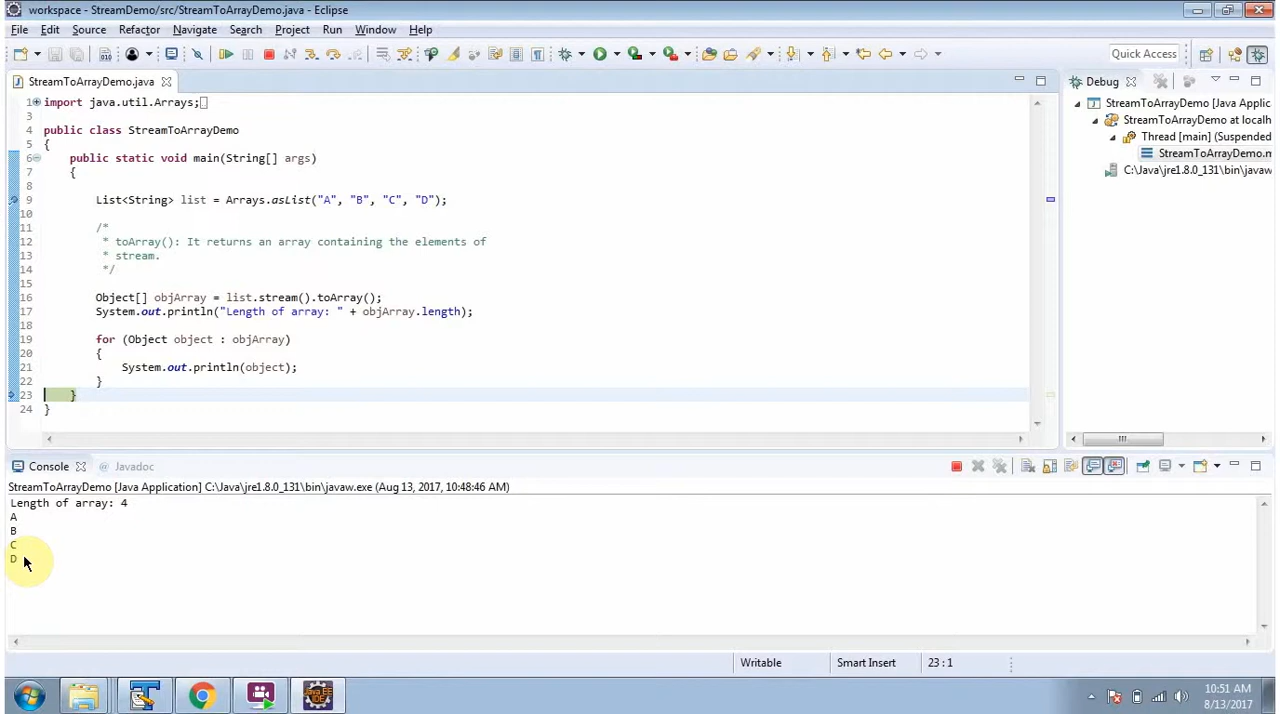 workspace - StreamDemo/src/StreamToArrayDemo.java - Eclipse
File Edit Source Refactor Navigate Search Project Run Window Help
Quick Access
StreamToArrayDemo.java
Debug
1 import java.util.Arrays;
3
4 public class StreamToArrayDemo
5 {
6 public static void main(String[] args)
7 {
8
9 List<String> list = Arrays.asList("A", "B", "C", "D");
10
11 /*
12 * toArray(): It returns an array containing the elements of
13 * stream.
14 */
15
16 Object[] objArray = list.stream().toArray();
17 System.out.println("Length of array: " + objArray.length);
18
19 for (Object object : objArray)
20 {
21 System.out.println(object);
22 }
23 }
24 }
StreamToArrayDemo [Java Applic
StreamToArrayDemo at localh
Thread [main] (Suspended
StreamToArrayDemo.m
C:\Java\jre1.8.0_131\bin\javaw
Console
@ Javadoc
StreamToArrayDemo [Java Application] C:\Java\jre1.8.0_131\bin\javaw.exe (Aug 13, 2017, 10:48:46 AM)
Length of array: 4
A
B
C
D
Writable Smart Insert 23 : 1
Java EE
IDE
10:51 AM
8/13/2017